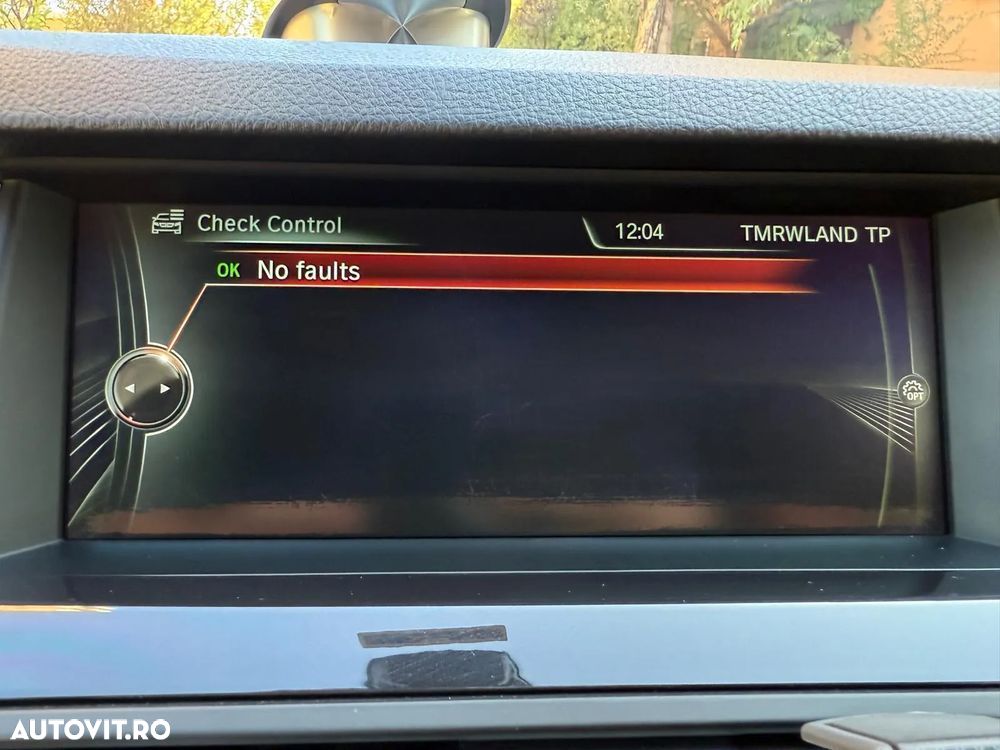 Check Control
12:04
TMRWLAND TP
OK No faults
OPT
AUTOVIT.RO